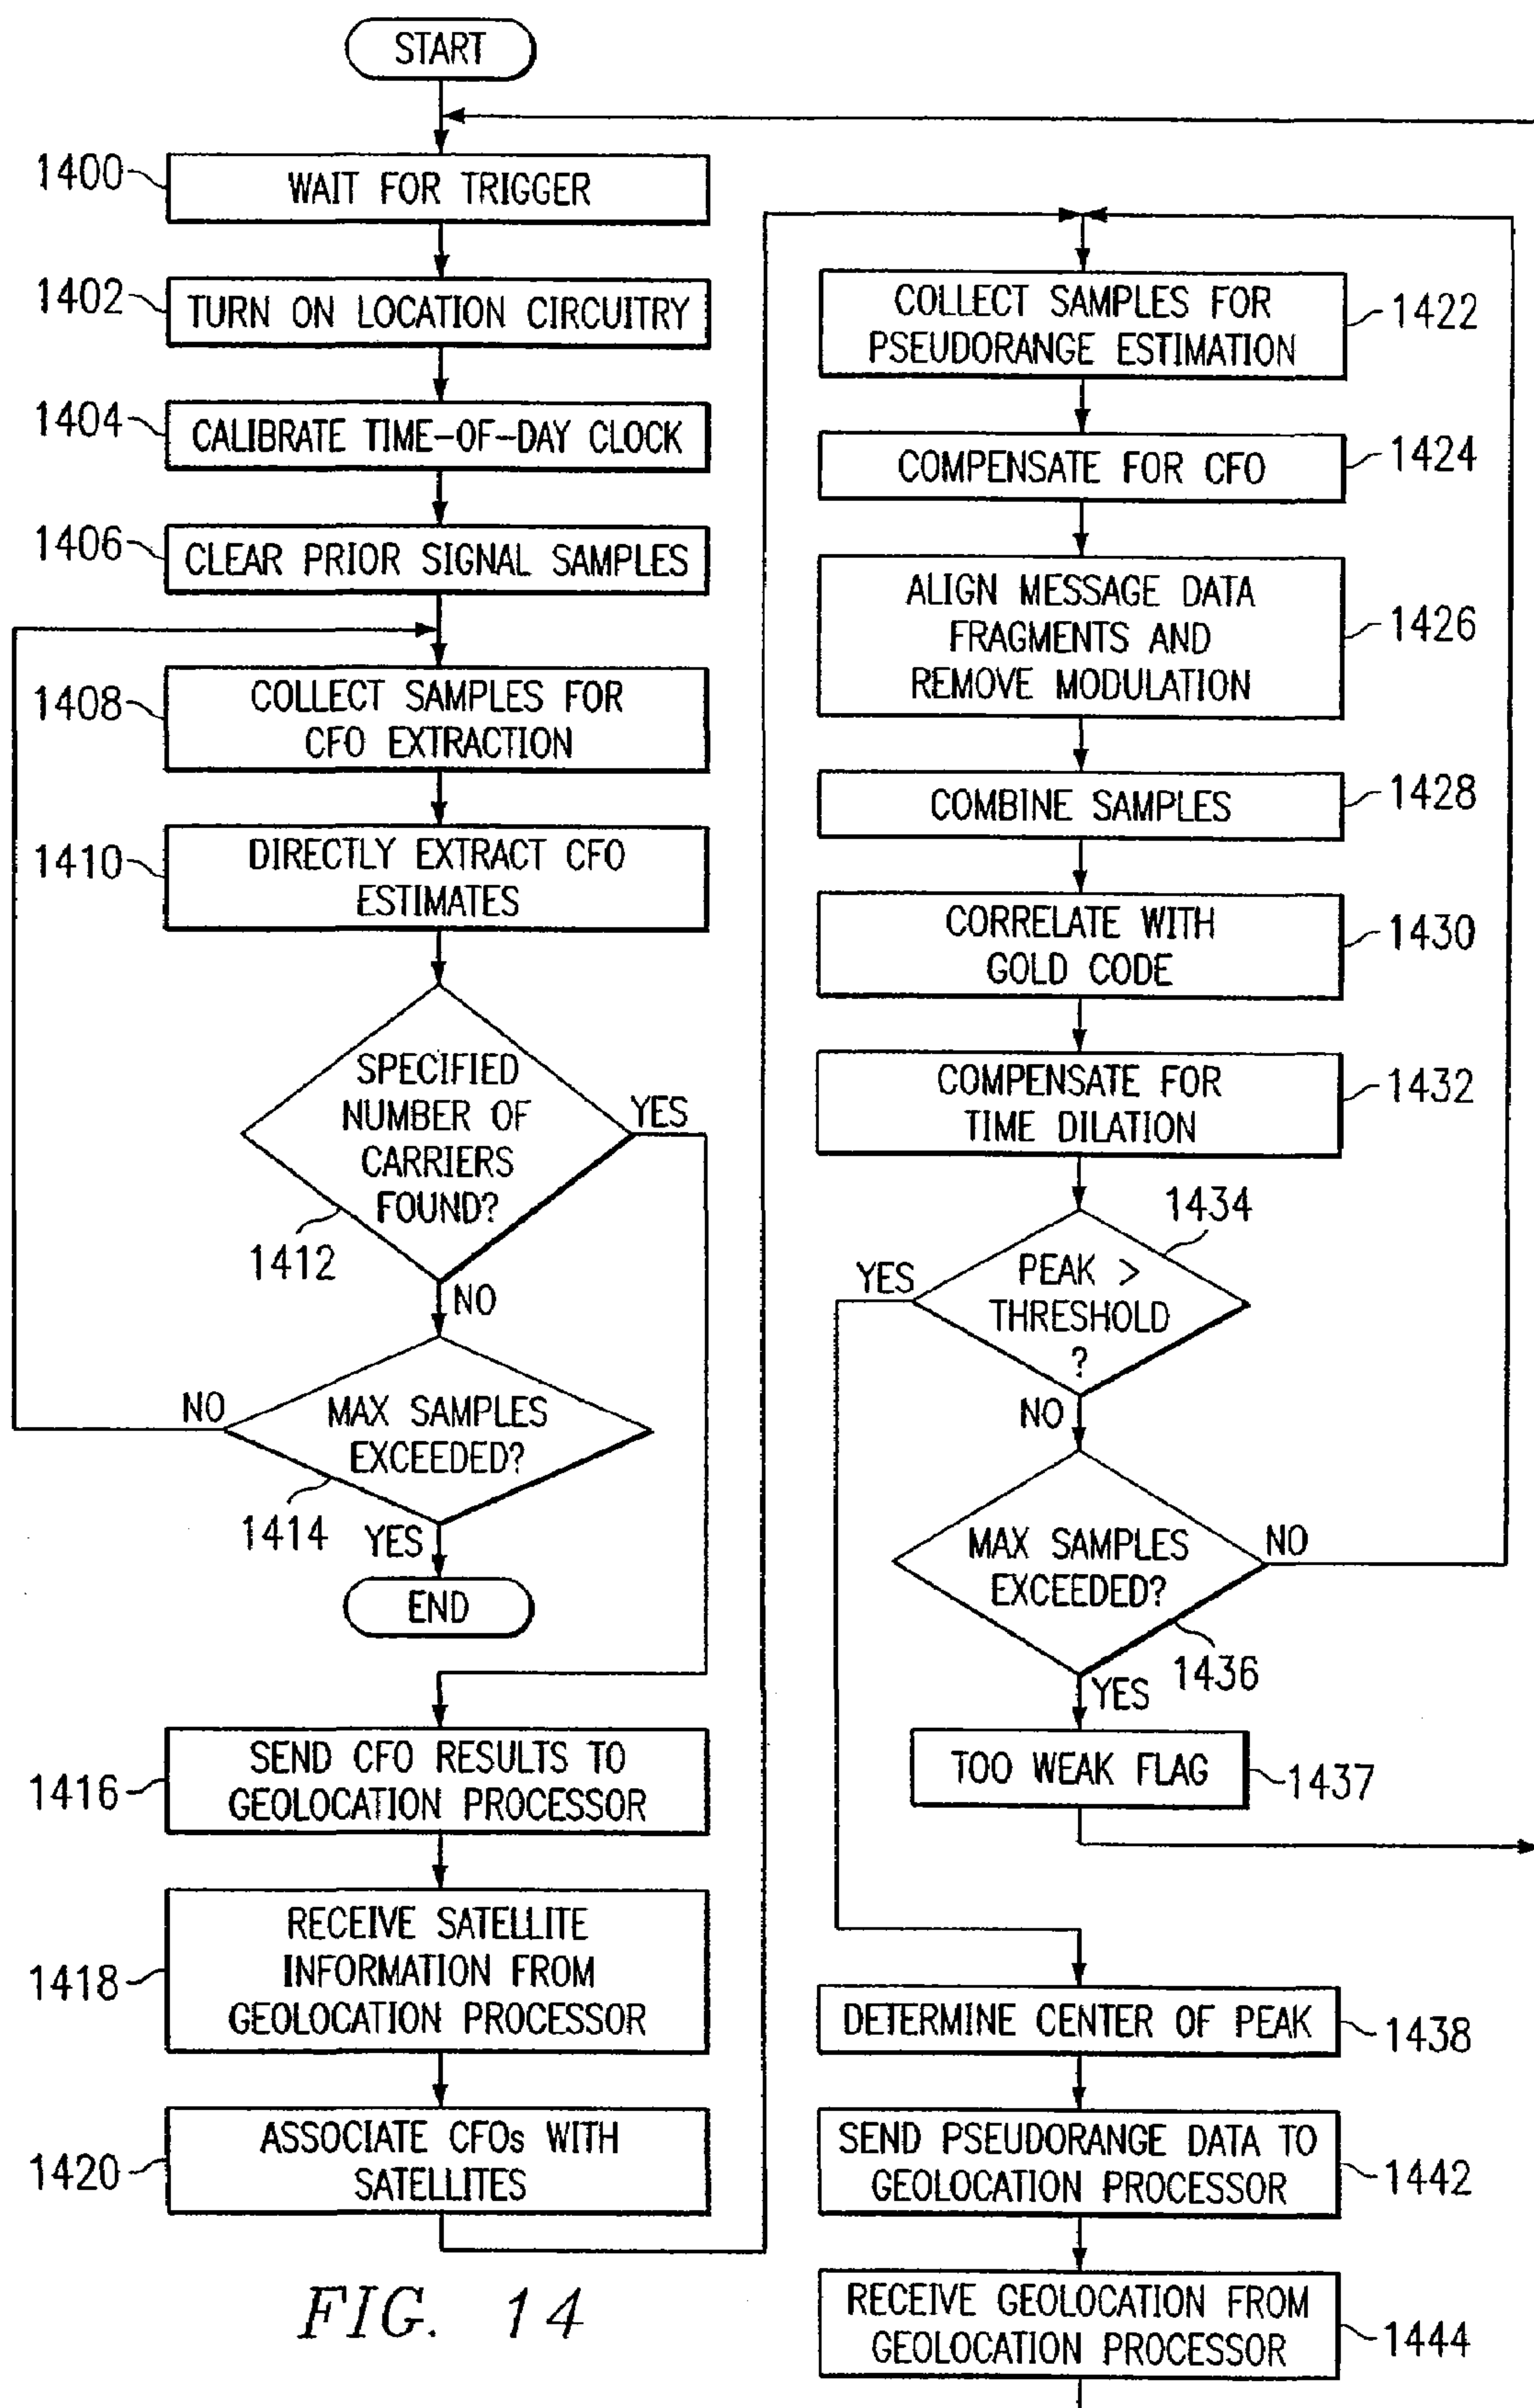 START
1400
WAIT FOR TRIGGER
1402
TURN ON LOCATION CIRCUITRY
1404
CALIBRATE TIME-OF-DAY CLOCK
1406
CLEAR PRIOR SIGNAL SAMPLES
1408
COLLECT SAMPLES FOR
CFO EXTRACTION
1410
DIRECTLY EXTRACT CFO
ESTIMATES
SPECIFIED
NUMBER OF
CARRIERS
FOUND?
YES
1412
NO
NO
MAX SAMPLES
EXCEEDED?
1414
YES
END
1416
SEND CFO RESULTS TO
GEOLOCATION PROCESSOR
1418
RECEIVE SATELLITE
INFORMATION FROM
GEOLOCATION PROCESSOR
1420
ASSOCIATE CFOs WITH
SATELLITES
COLLECT SAMPLES FOR
PSEUDORANGE ESTIMATION
1422
COMPENSATE FOR CFO
1424
ALIGN MESSAGE DATA
FRAGMENTS AND
REMOVE MODULATION
1426
COMBINE SAMPLES
1428
CORRELATE WITH
GOLD CODE
1430
COMPENSATE FOR
TIME DILATION
1432
1434
YES
PEAK >
THRESHOLD
?
NO
MAX SAMPLES
EXCEEDED?
NO
1436
YES
TOO WEAK FLAG
1437
DETERMINE CENTER OF PEAK
1438
SEND PSEUDORANGE DATA TO
GEOLOCATION PROCESSOR
1442
RECEIVE GEOLOCATION FROM
GEOLOCATION PROCESSOR
1444
FIG. 14